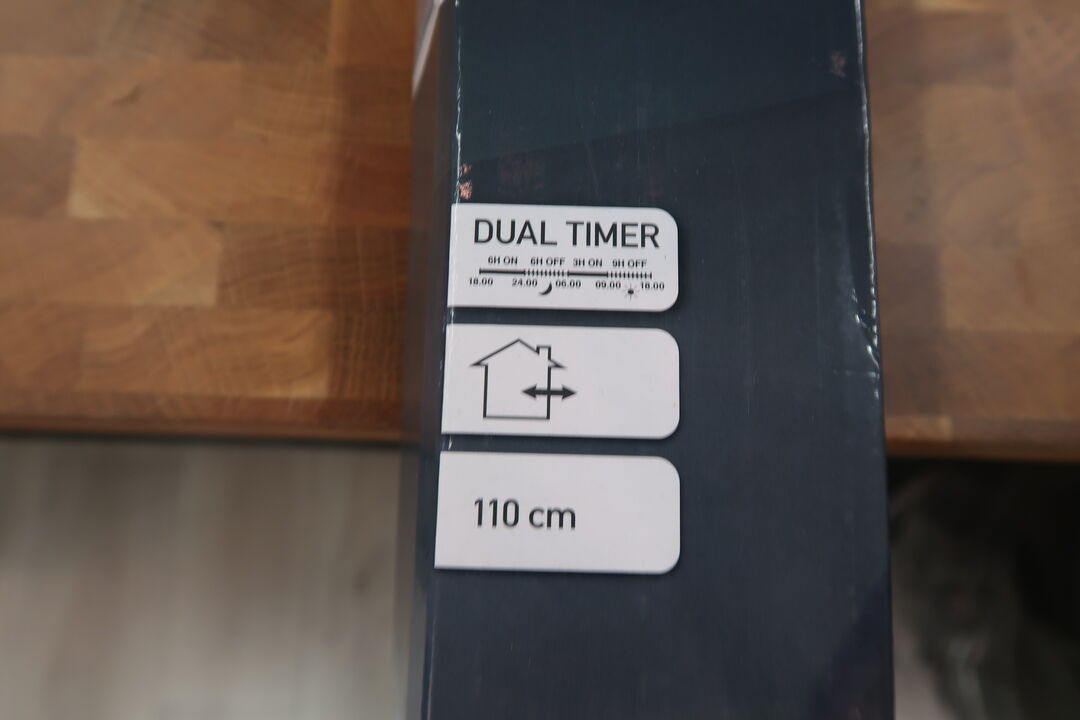 DUAL TIMER
6H ON 6H OFF 3H ON 9H OFF
18.00 24.00 06.00 09.00 18.00
110 cm